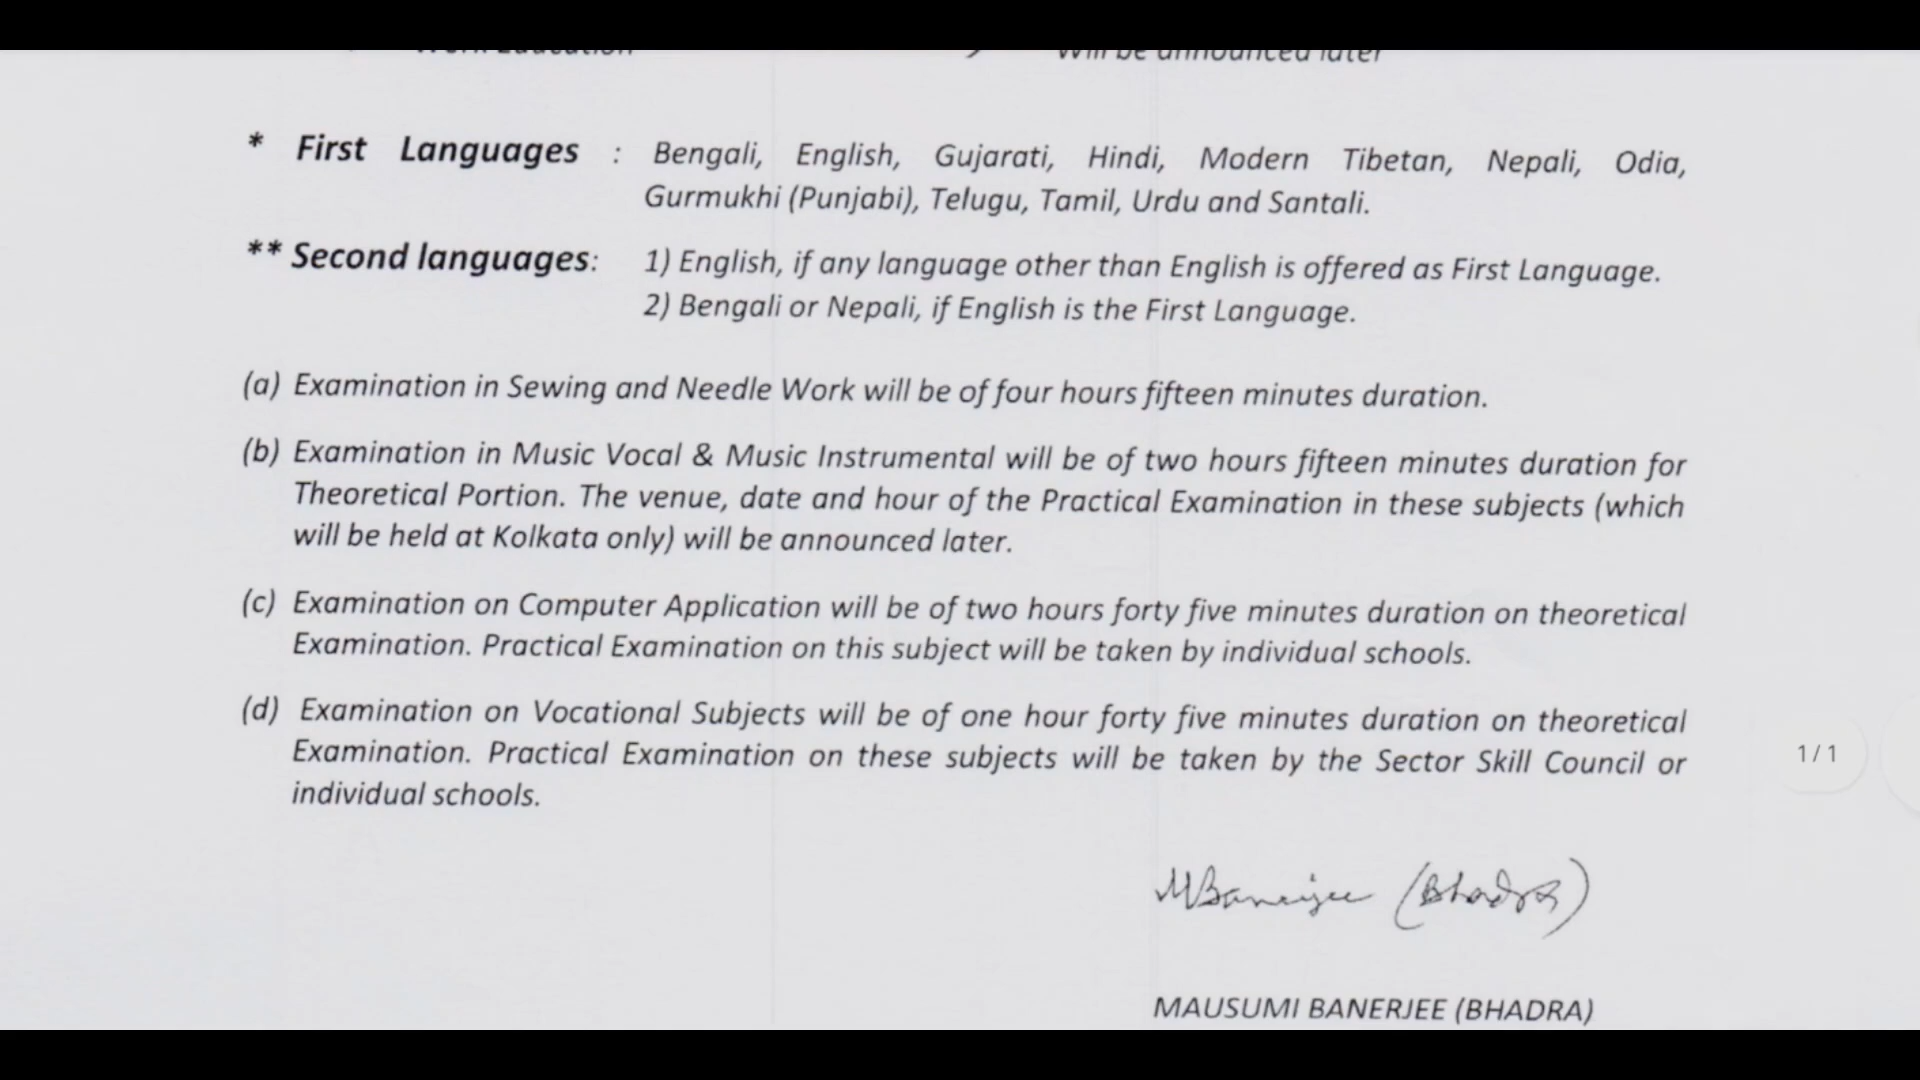 Work Education
Will be announced later
* First Languages : Bengali, English, Gujarati, Hindi, Modern Tibetan, Nepali, Odia,
Gurmukhi (Punjabi), Telugu, Tamil, Urdu and Santali.
** Second languages: 1) English, if any language other than English is offered as First Language.
2) Bengali or Nepali, if English is the First Language.
(a) Examination in Sewing and Needle Work will be of four hours fifteen minutes duration.
(b) Examination in Music Vocal & Music Instrumental will be of two hours fifteen minutes duration for
Theoretical Portion. The venue, date and hour of the Practical Examination in these subjects (which
will be held at Kolkata only) will be announced later.
(c) Examination on Computer Application will be of two hours forty five minutes duration on theoretical
Examination. Practical Examination on this subject will be taken by individual schools.
(d) Examination on Vocational Subjects will be of one hour forty five minutes duration on theoretical
Examination. Practical Examination on these subjects will be taken by the Sector Skill Council or
individual schools.
1/1
MBanerjee (Bhadra)
MAUSUMI BANERJEE (BHADRA)